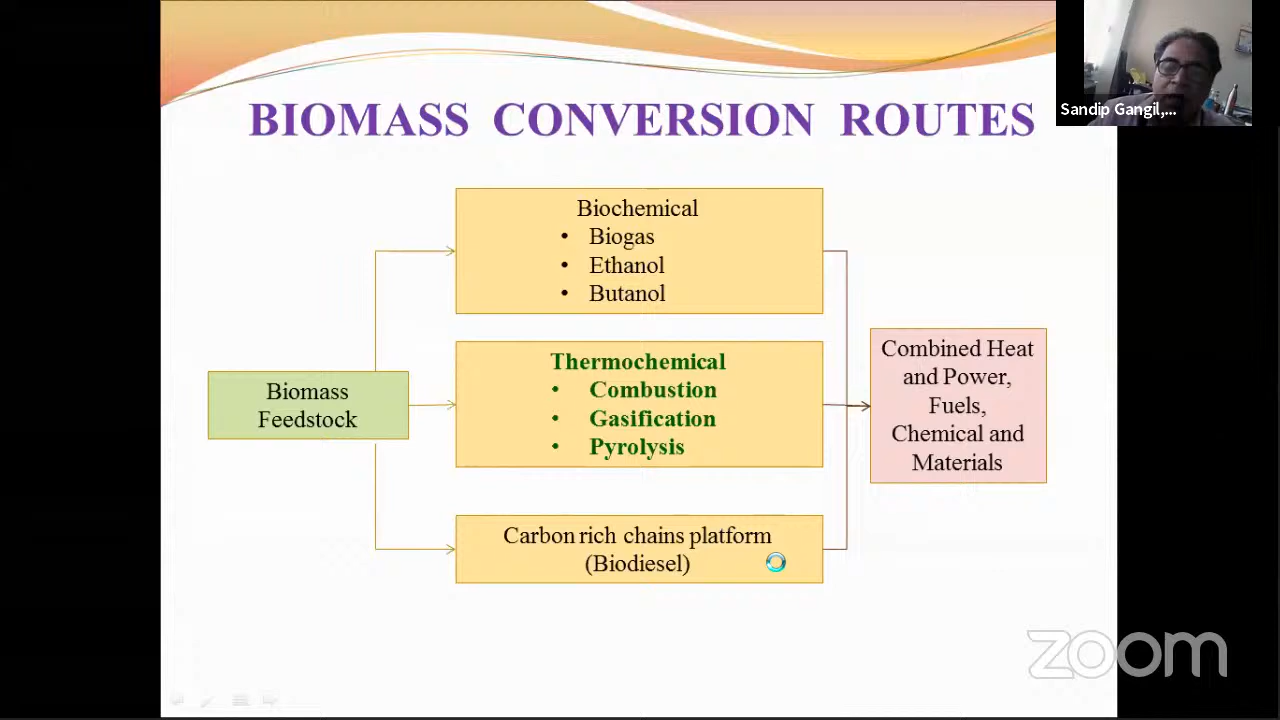 BIOMASS CONVERSION ROUTES
Sandip Gangil,...
Biochemical
• Biogas
• Ethanol
• Butanol
Thermochemical
• Combustion
• Gasification
• Pyrolysis
Biomass
Feedstock
Combined Heat
and Power,
Fuels,
Chemical and
Materials
Carbon rich chains platform
(Biodiesel)
zoom